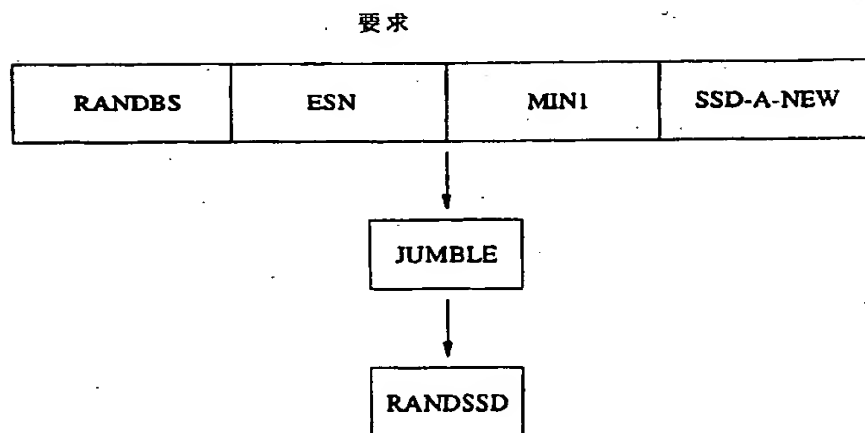 要求
RANDBS ESN MIN1 SSD-A-NEW
JUMBLE
RANDSSD